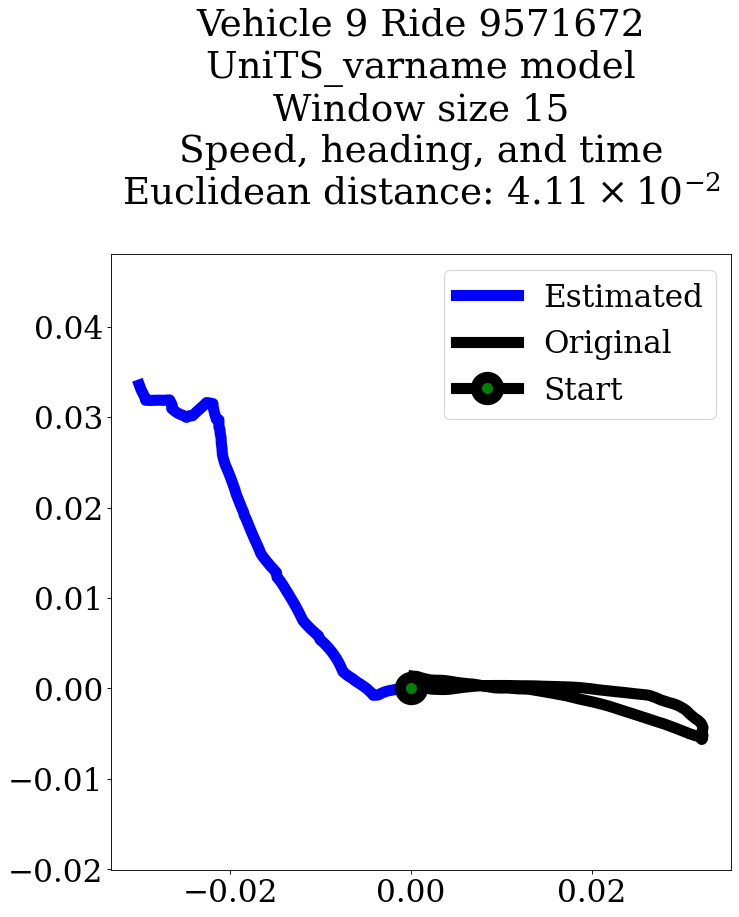 Vehicle 9 Ride 9571672
UniTS_varname model
Window size 15
Speed, heading, and time
Euclidean distance: 4.11 × 10⁻²
Estimated
Original
Start
0.04
0.03
0.02
0.01
0.00
−0.01
−0.02
−0.02 0.00 0.02